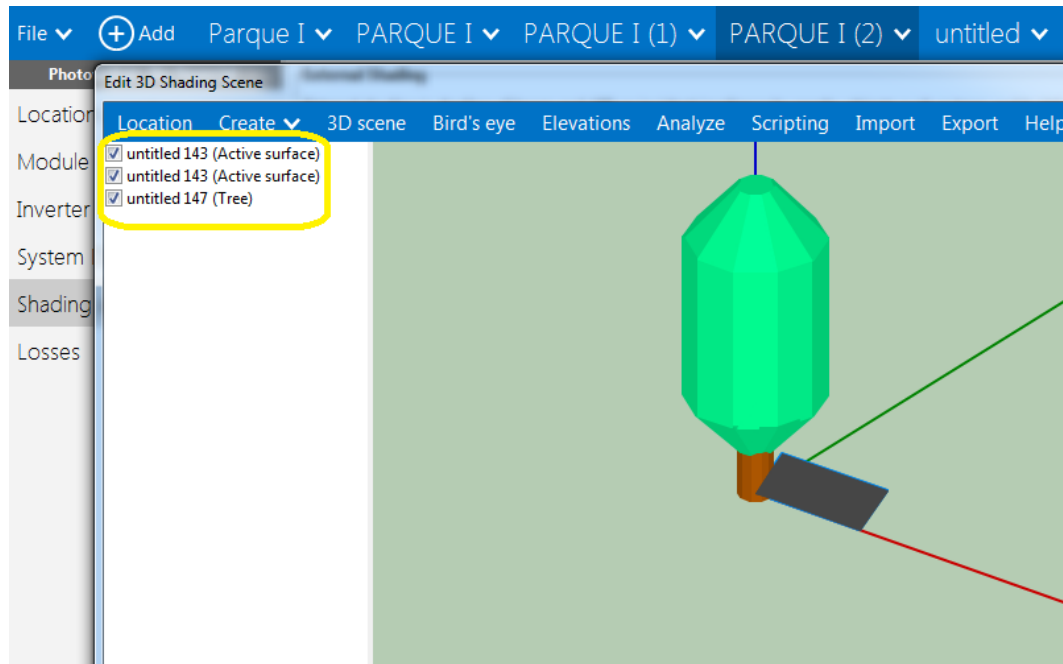 File Add Parque I PARQUE I PARQUE I (1) PARQUE I (2) untitled
Photo
Edit 3D Shading Scene
External Shading
Location Create 3D scene Bird's eye Elevations Analyze Scripting Import Export Help
Location
untitled 143 (Active surface)
untitled 143 (Active surface)
untitled 147 (Tree)
Module
Inverter
System
Shading
Losses